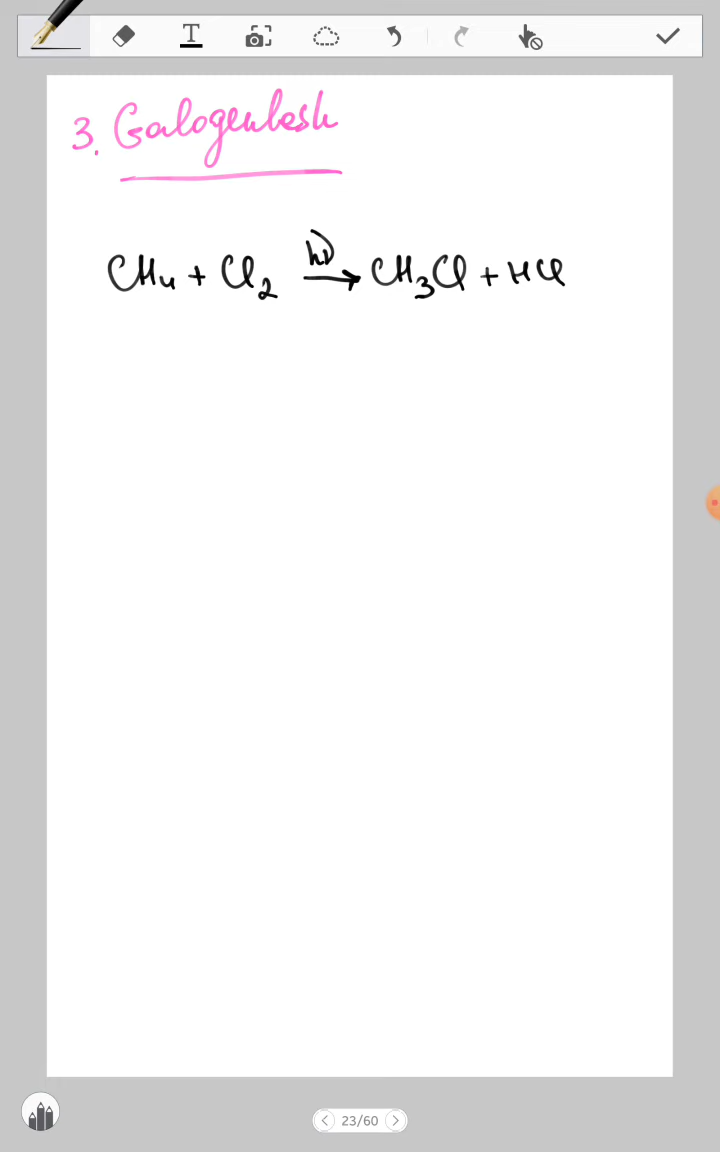 T
3. Galogenlash
CH4 + Cl2 hν → CH3Cl + HCl
23/60